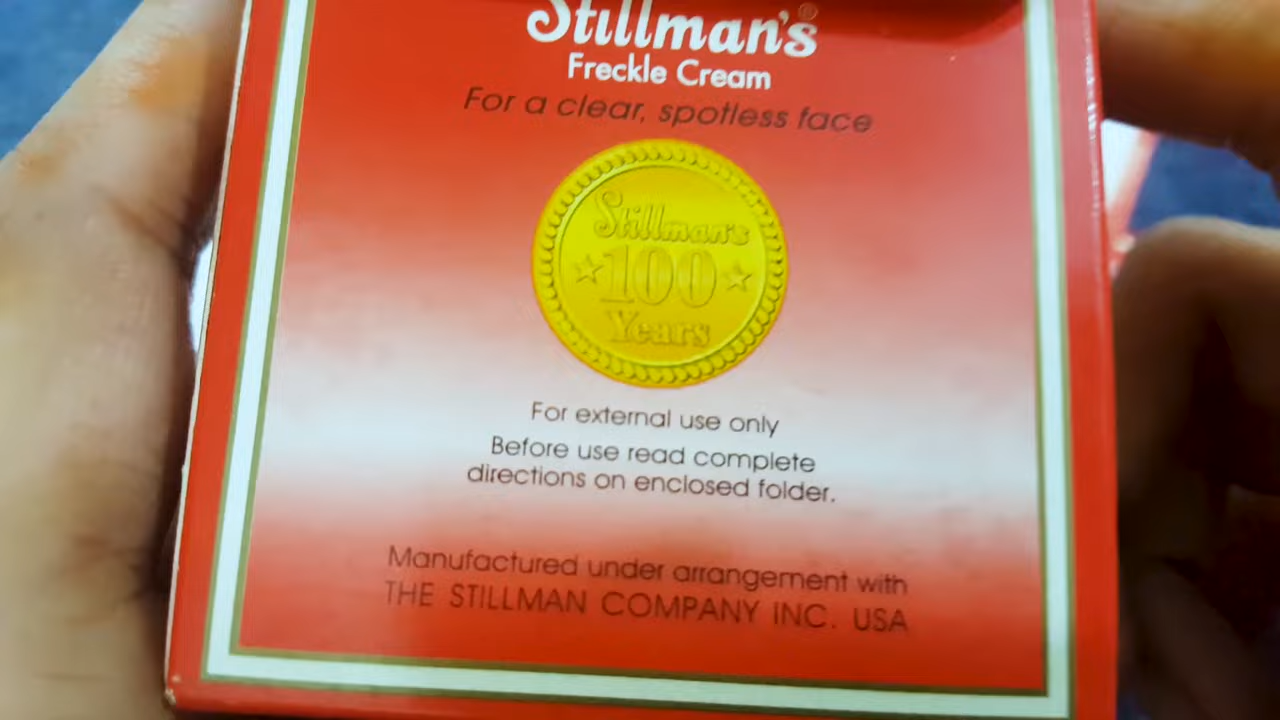 Stillman's®
Freckle Cream
For a clear, spotless face
Stillman's
100
Years
For external use only
Before use read complete
directions on enclosed folder.
Manufactured under arrangement with
THE STILLMAN COMPANY INC. USA